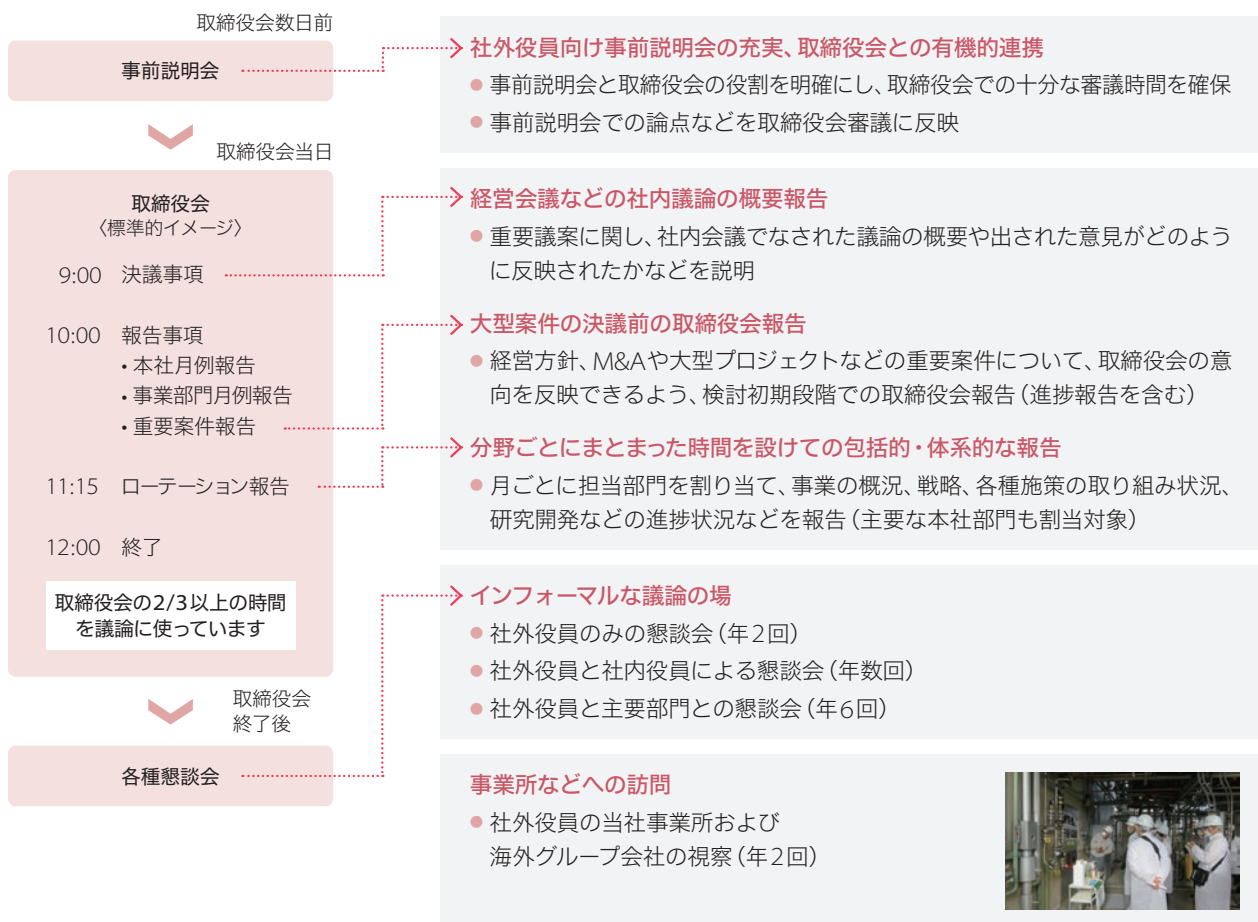 取締役会数日前
事前説明会
取締役会当日
取締役会
〈標準的イメージ〉
9:00 決議事項
10:00 報告事項
・本社月例報告
・事業部門月例報告
・重要案件報告
11:15 ローテーション報告
12:00 終了
取締役会の2/3以上の時間
を議論に使っています
取締役会
終了後
各種懇談会
社外役員向け事前説明会の充実、取締役会との有機的連携
● 事前説明会と取締役会の役割を明確にし、取締役会での十分な審議時間を確保
● 事前説明会での論点などを取締役会審議に反映
経営会議などの社内議論の概要報告
● 重要議案に関し、社内会議でなされた議論の概要や出された意見がどのよう
に反映されたかなどを説明
大型案件の決議前の取締役会報告
● 経営方針、M&Aや大型プロジェクトなどの重要案件について、取締役会の意
向を反映できるよう、検討初期段階での取締役会報告（進捗報告を含む）
分野ごとにまとまった時間を設けての包括的・体系的な報告
● 月ごとに担当部門を割り当て、事業の概況、戦略、各種施策の取り組み状況、
研究開発などの進捗状況などを報告（主要な本社部門も割当対象）
インフォーマルな議論の場
● 社外役員のみの懇談会（年2回）
● 社外役員と社内役員による懇談会（年数回）
● 社外役員と主要部門との懇談会（年6回）
事業所などへの訪問
● 社外役員の当社事業所および
海外グループ会社の視察（年2回）